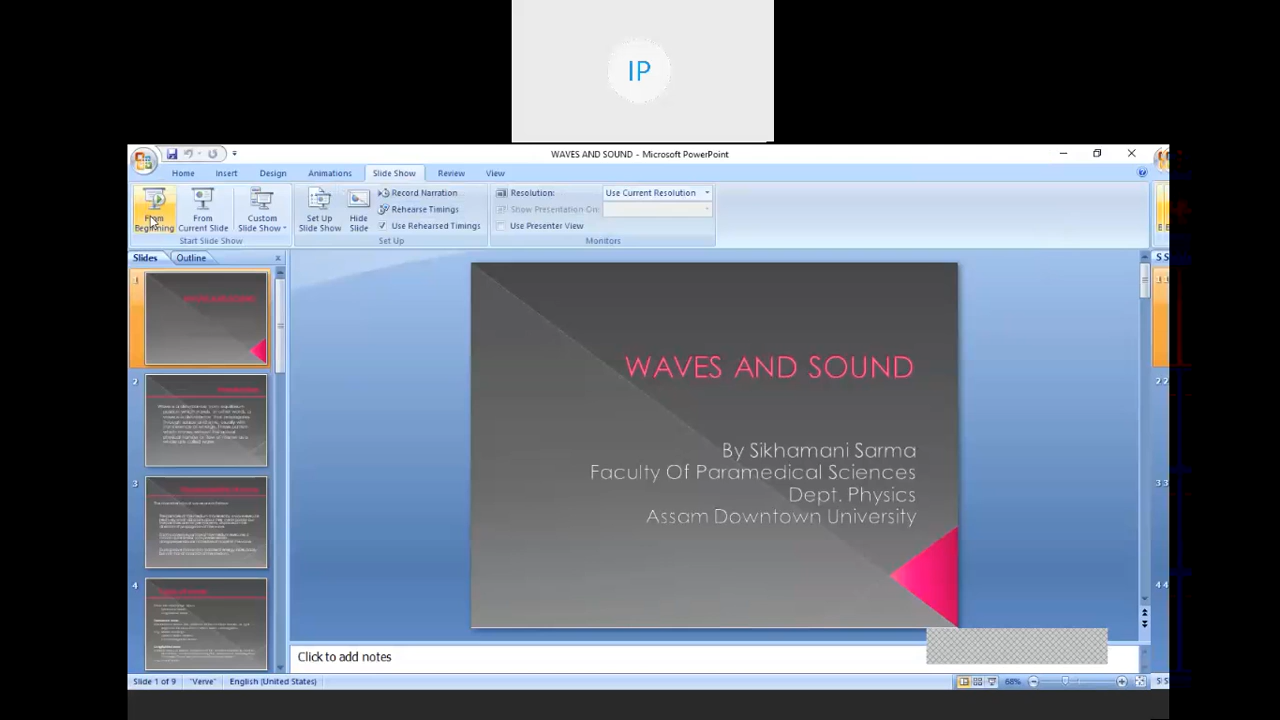 IP
WAVES AND SOUND - Microsoft PowerPoint
Home Insert Design Animations Slide Show Review View
From Beginning
From Current Slide
Custom Slide Show
Start Slide Show
Set Up Slide Show
Hide Slide
Record Narration
Rehearse Timings
Use Rehearsed Timings
Set Up
Resolution: Use Current Resolution
Show Presentation On:
Use Presenter View
Monitors
Slides Outline
1
2
3
4
WAVES AND SOUND
By Sikhamani Sarma
Faculty Of Paramedical Sciences
Dept. Physics
Assam Downtown University
Click to add notes
Slide 1 of 9 "Verve" English (United States) 68%